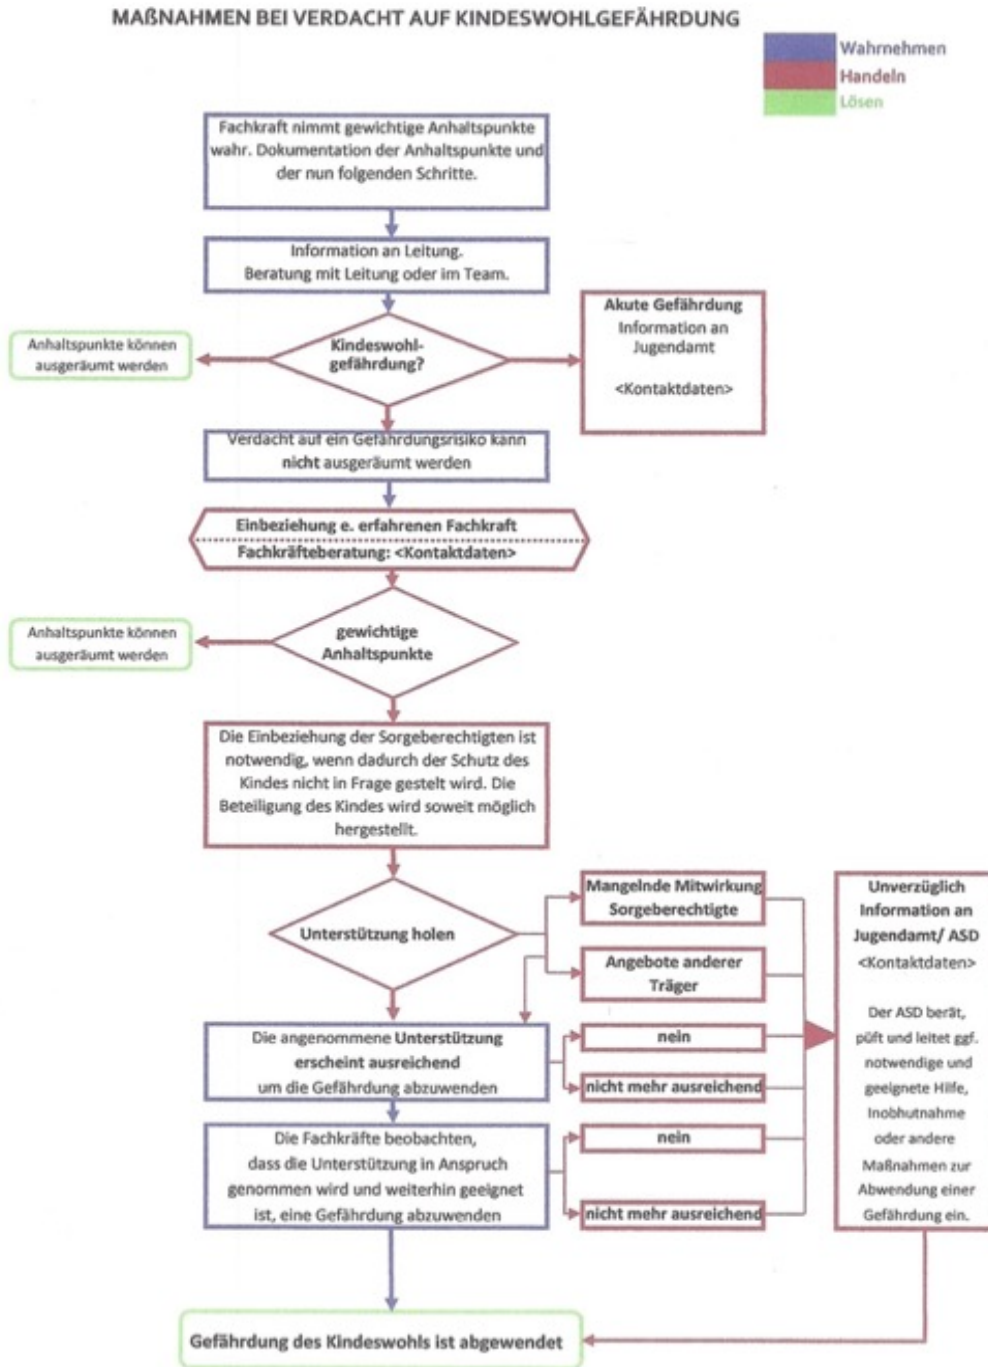 MAẞNAHMEN BEI VERDACHT AUF KINDESWOHLGEFÄHRDUNG
Wahrnehmen
Handeln
Lösen
Fachkraft nimmt gewichtige Anhaltspunkte
wahr. Dokumentation der Anhaltspunkte und
der nun folgenden Schritte.
Information an Leitung.
Beratung mit Leitung oder im Team.
Anhaltspunkte können
ausgeräumt werden
Kindeswohl-
gefährdung?
Akute Gefährdung
Information an
Jugendamt
<Kontaktdaten>
Verdacht auf ein Gefährdungsrisiko kann
nicht ausgeräumt werden
Einbeziehung e. erfahrenen Fachkraft
Fachkräfteberatung: <Kontaktdaten>
Anhaltspunkte können
ausgeräumt werden
gewichtige
Anhaltspunkte
Die Einbeziehung der Sorgeberechtigten ist
notwendig, wenn dadurch der Schutz des
Kindes nicht in Frage gestelt wird. Die
Beteiligung des Kindes wird soweit möglich
hergestellt.
Unterstützung holen
Mangelnde Mitwirkung
Sorgeberechtigte
Angebote anderer
Träger
Die angenommene Unterstützung
erscheint ausreichend
um die Gefährdung abzuwenden
nein
nicht mehr ausreichend
Die Fachkräfte beobachten,
dass die Unterstützung in Anspruch
genommen wird und weiterhin geeignet
ist, eine Gefährdung abzuwenden
nein
nicht mehr ausreichend
Unverzüglich
Information an
Jugendamt/ ASD
<Kontaktdaten>
Der ASD berät,
püft und leitet ggf.
notwendige und
geeignete Hilfe,
Inobhutnahme
oder andere
Maßnahmen zur
Abwendung einer
Gefährdung ein.
Gefährdung des Kindeswohls ist abgewendet